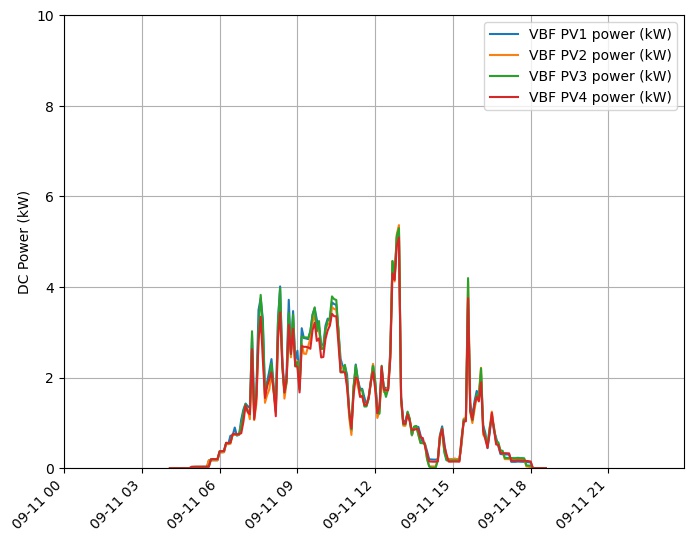 10
8
6
4
2
0
DC Power (kW)
VBF PV1 power (kW)
VBF PV2 power (kW)
VBF PV3 power (kW)
VBF PV4 power (kW)
09-11 00
09-11 03
09-11 06
09-11 09
09-11 12
09-11 15
09-11 18
09-11 21